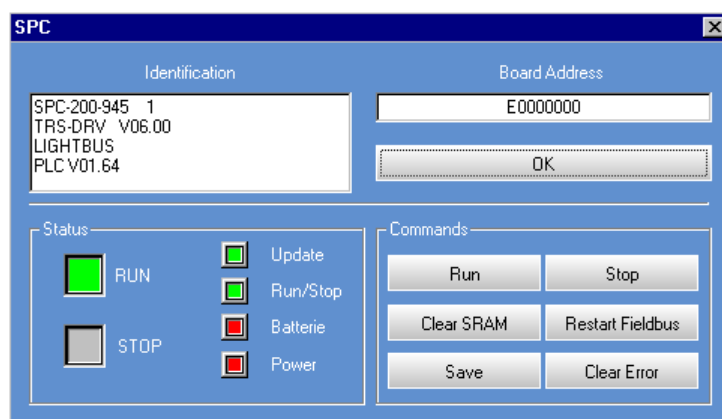 SPC
Identification
SPC-200-945 1
TRS-DRV V06.00
LIGHTBUS
PLC V01.64
Board Address
E0000000
OK
Status
RUN
STOP
Update
Run/Stop
Batterie
Power
Commands
Run
Stop
Clear SRAM
Restart Fieldbus
Save
Clear Error